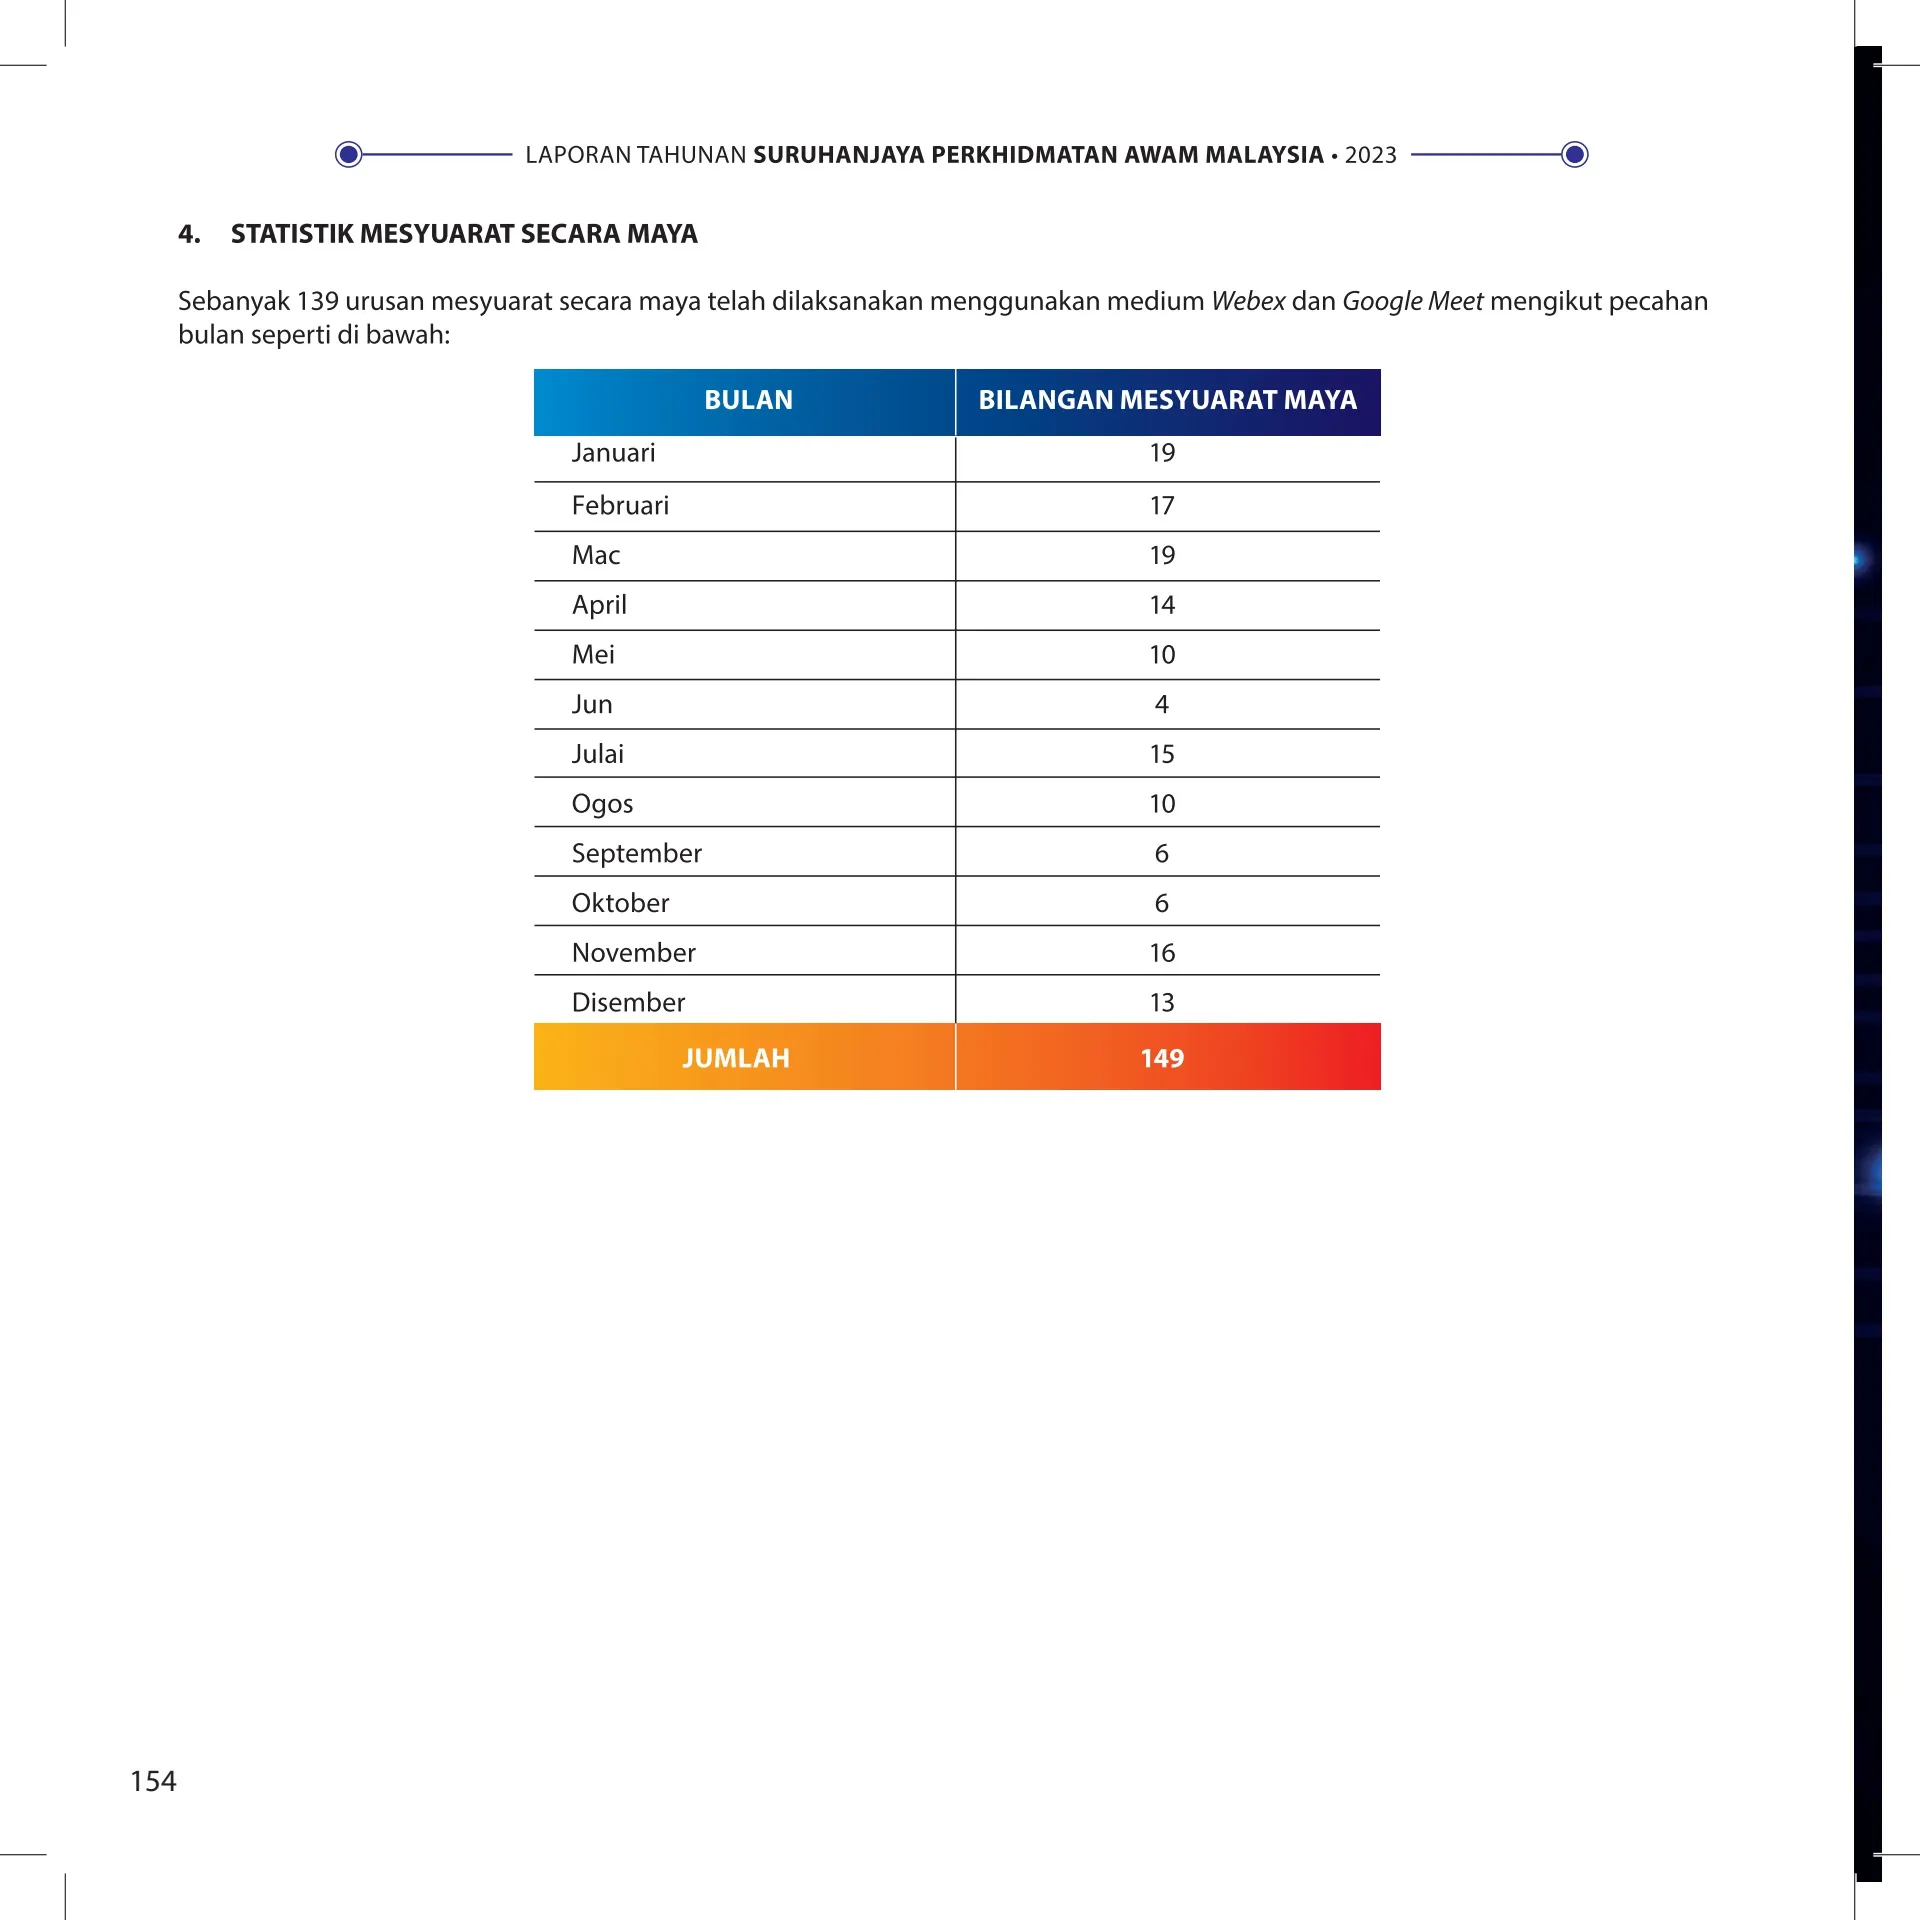 LAPORAN TAHUNAN SURUHANJAYA PERKHIDMATAN AWAM MALAYSIA • 2023
4. STATISTIK MESYUARAT SECARA MAYA
Sebanyak 139 urusan mesyuarat secara maya telah dilaksanakan menggunakan medium Webex dan Google Meet mengikut pecahan
bulan seperti di bawah:
BULAN BILANGAN MESYUARAT MAYA
Januari 19
Februari 17
Mac 19
April 14
Mei 10
Jun 4
Julai 15
Ogos 10
September 6
Oktober 6
November 16
Disember 13
JUMLAH 149
154